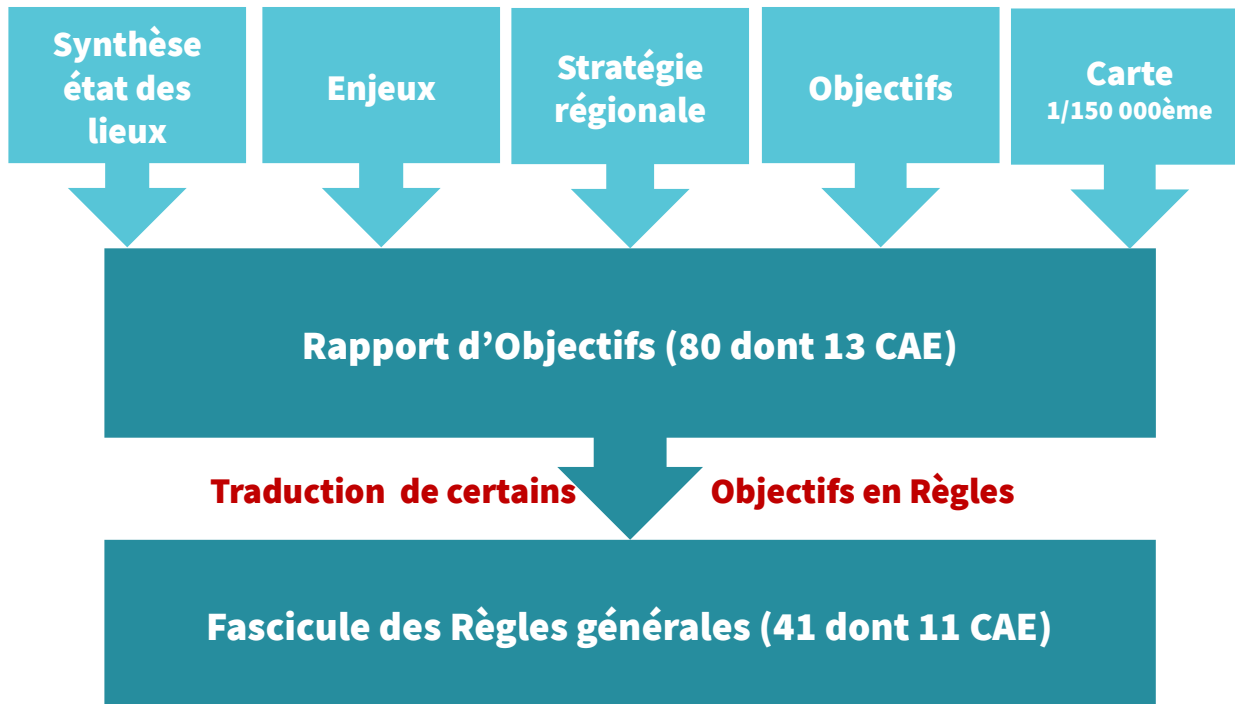 Synthèse
état des
lieux
Enjeux
Stratégie
régionale
Objectifs
Carte
1/150 000ème
Rapport d’Objectifs (80 dont 13 CAE)
Traduction de certains
Objectifs en Règles
Fascicule des Règles générales (41 dont 11 CAE)